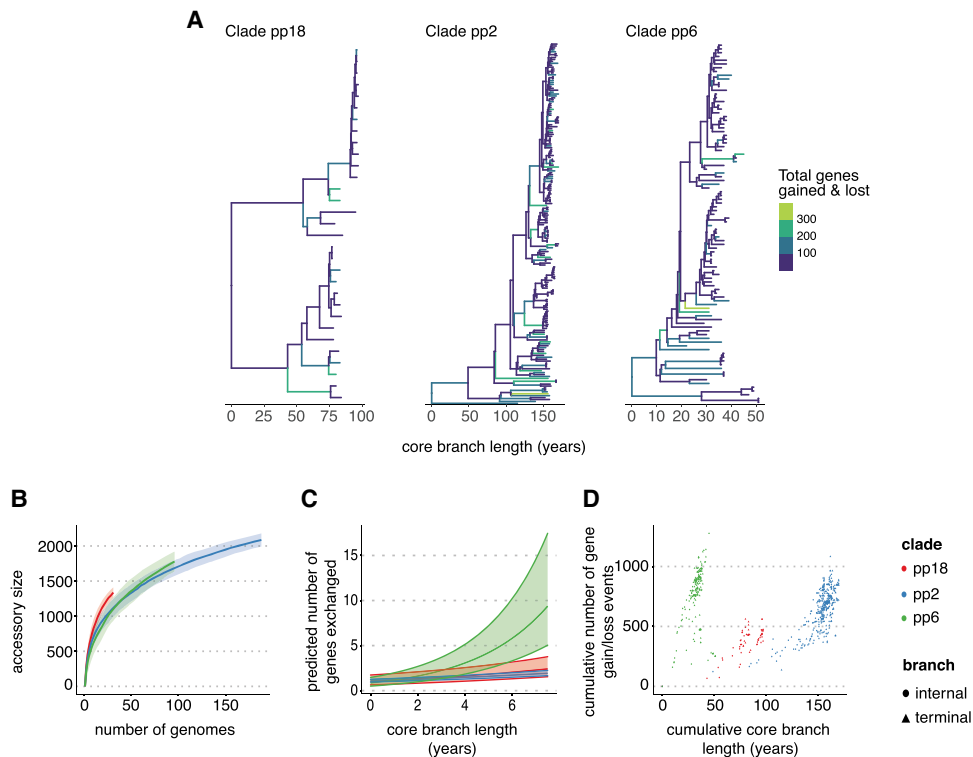 A
Clade pp18
Clade pp2
Clade pp6
Total genes
gained & lost
300
200
100
0 25 50 75 100
0 50 100 150
0 10 20 30 40 50
core branch length (years)
B
accessory size
2000
1500
1000
500
0
0 50 100 150
number of genomes
C
predicted number of
genes exchanged
15
10
5
0
0 2 4 6
core branch length
(years)
D
cumulative number of gene
gain/loss events
1000
500
0
0 50 100 150
cumulative core branch
length (years)
clade
pp18
pp2
pp6
branch
internal
terminal